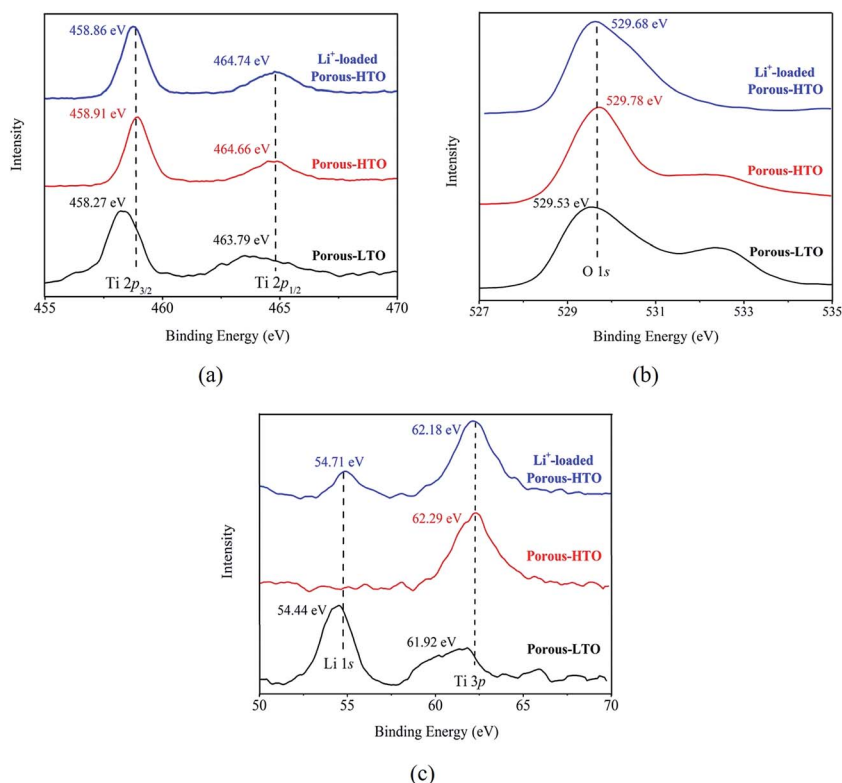 458.86 eV
464.74 eV
Li⁺-loaded
Porous-HTO
458.91 eV
464.66 eV
Porous-HTO
458.27 eV
463.79 eV
Porous-LTO
Ti 2p3/2
Ti 2p1/2
Intensity
455 460 465 470
Binding Energy (eV)
(a)
529.68 eV
Li⁺-loaded
Porous-HTO
529.78 eV
Porous-HTO
529.53 eV
Porous-LTO
O 1s
Intensity
527 529 531 533 535
Binding Energy (eV)
(b)
62.18 eV
54.71 eV
Li⁺-loaded
Porous-HTO
62.29 eV
Porous-HTO
54.44 eV
61.92 eV
Porous-LTO
Li 1s
Ti 3p
Intensity
50 55 60 65 70
Binding Energy (eV)
(c)